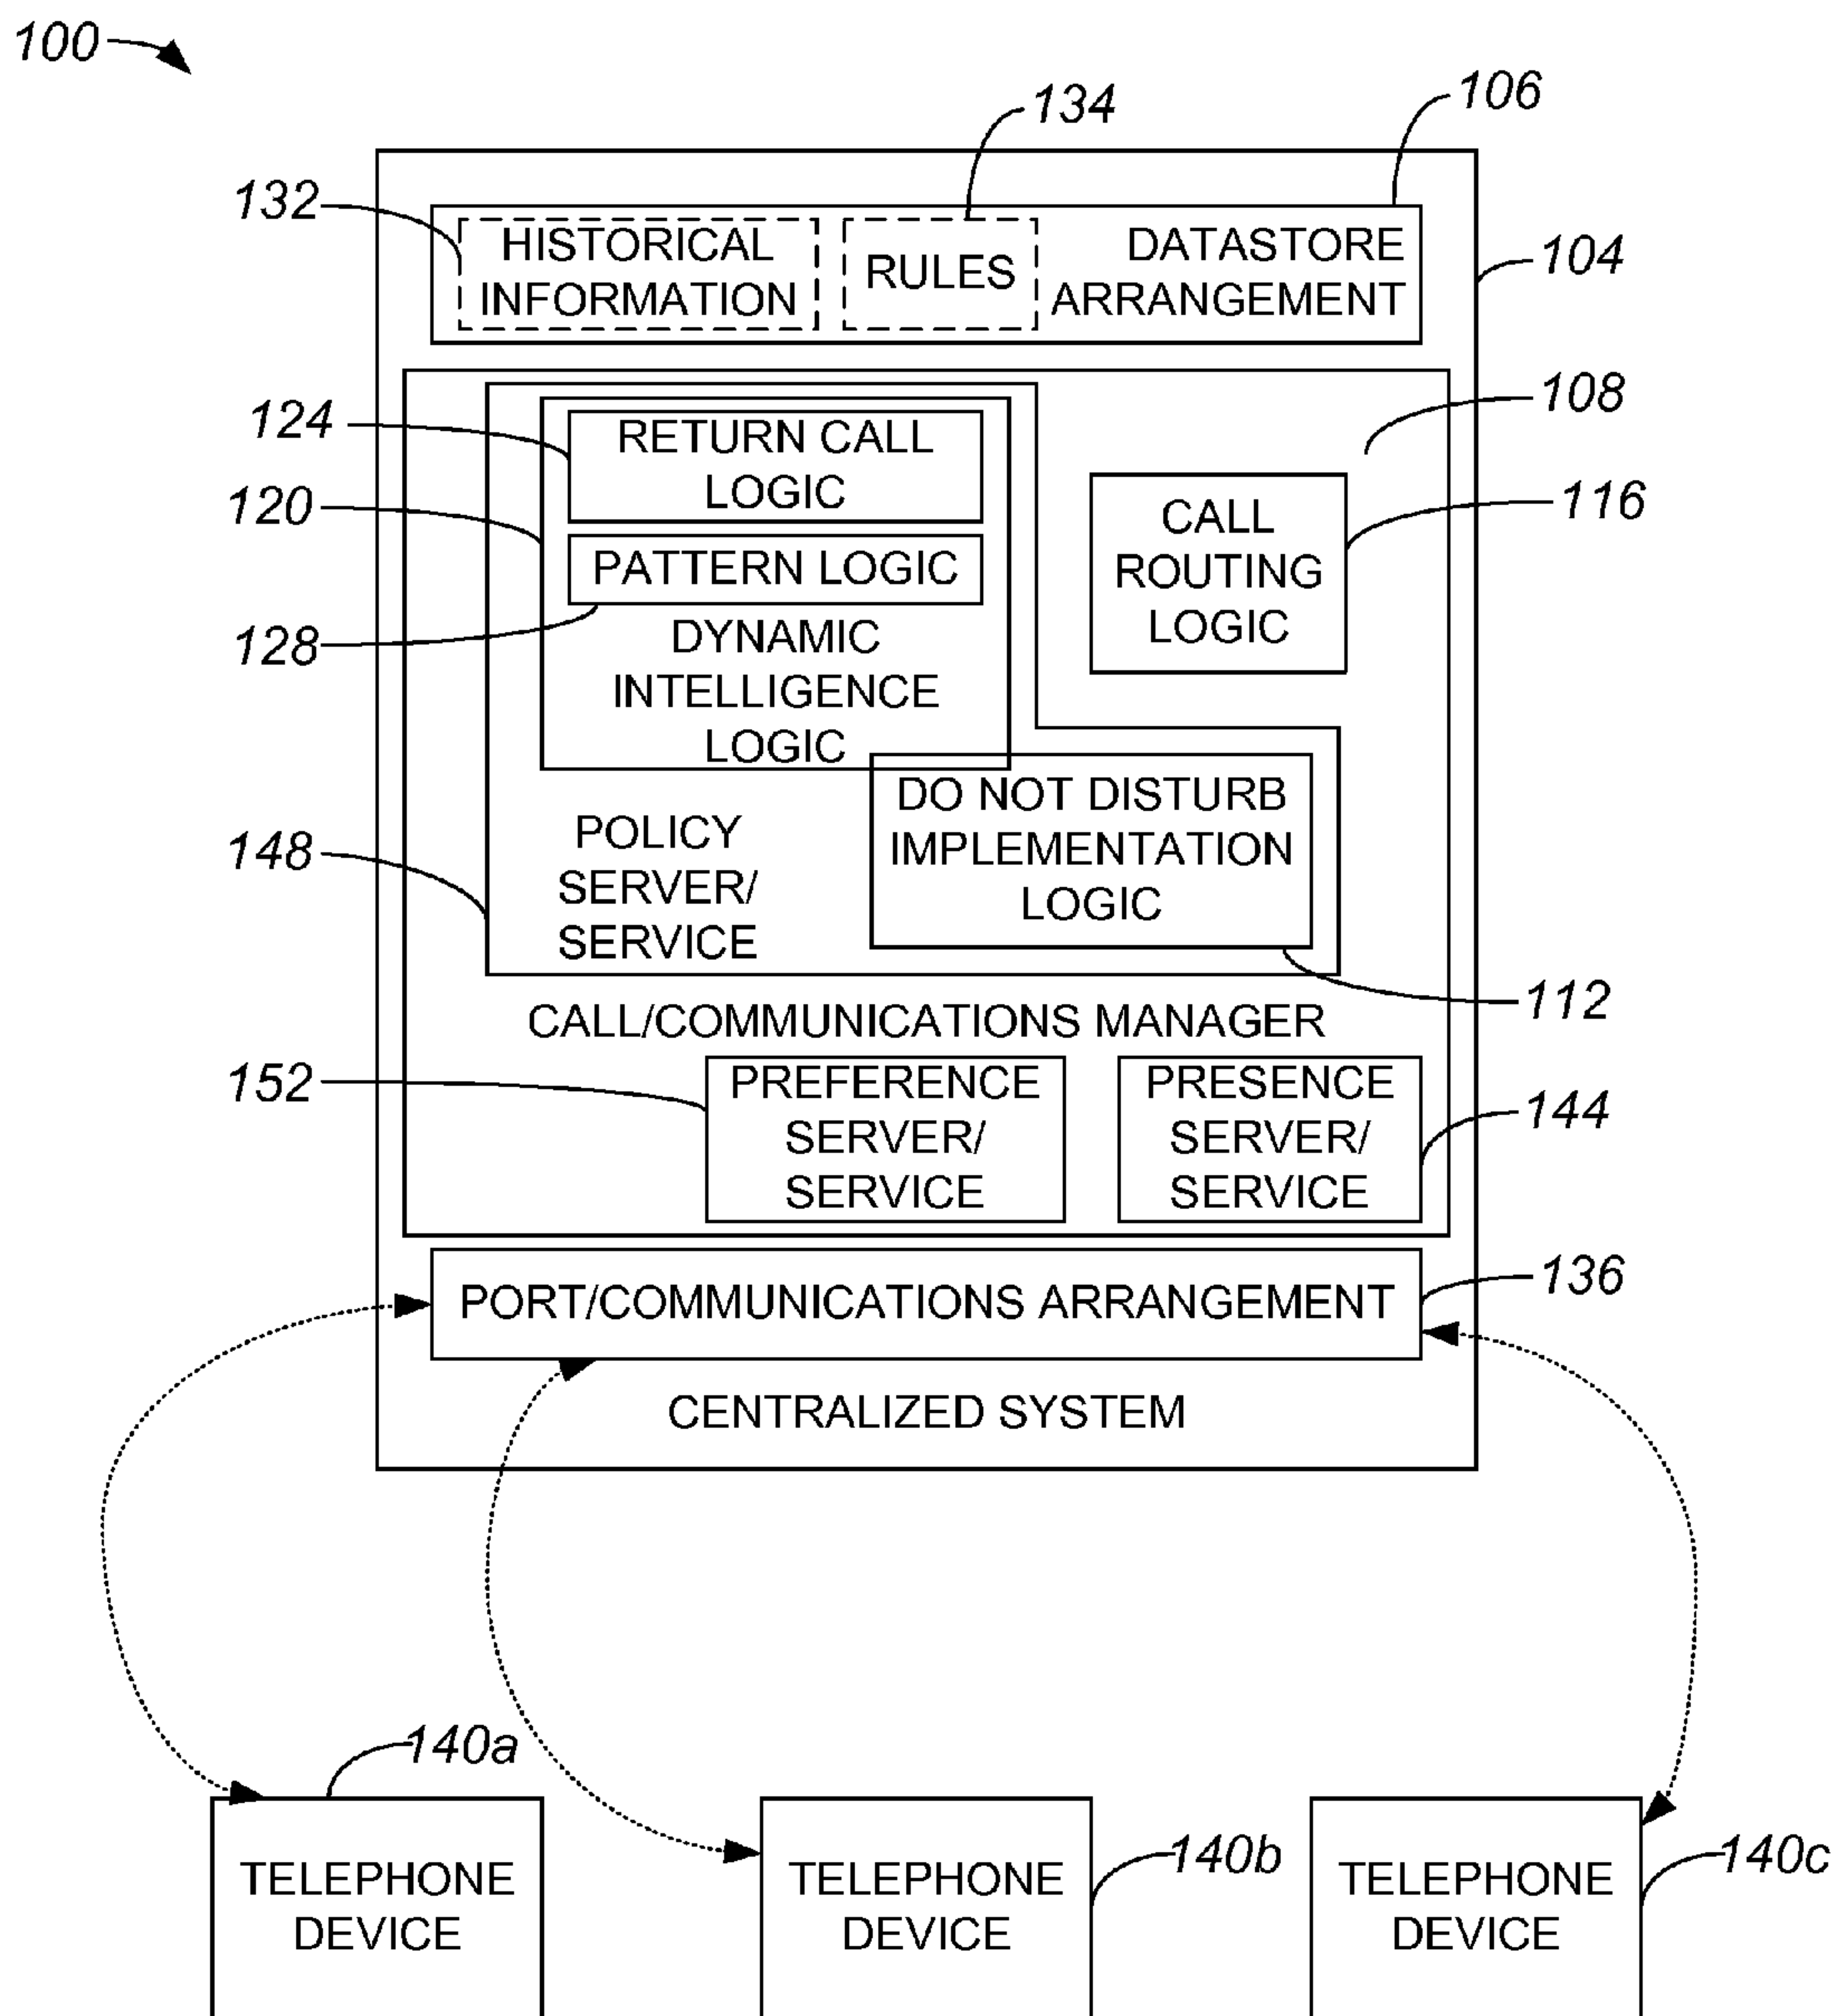 100
134
106
132
HISTORICAL
INFORMATION
RULES
DATASTORE
ARRANGEMENT
104
108
124
RETURN CALL
LOGIC
120
CALL
ROUTING
LOGIC
116
PATTERN LOGIC
128
DYNAMIC
INTELLIGENCE
LOGIC
DO NOT DISTURB
IMPLEMENTATION
LOGIC
148
POLICY
SERVER/
SERVICE
112
CALL/COMMUNICATIONS MANAGER
152
PREFERENCE
SERVER/
SERVICE
PRESENCE
SERVER/
SERVICE
144
136
PORT/COMMUNICATIONS ARRANGEMENT
CENTRALIZED SYSTEM
140a
140b
140c
TELEPHONE
DEVICE
TELEPHONE
DEVICE
TELEPHONE
DEVICE